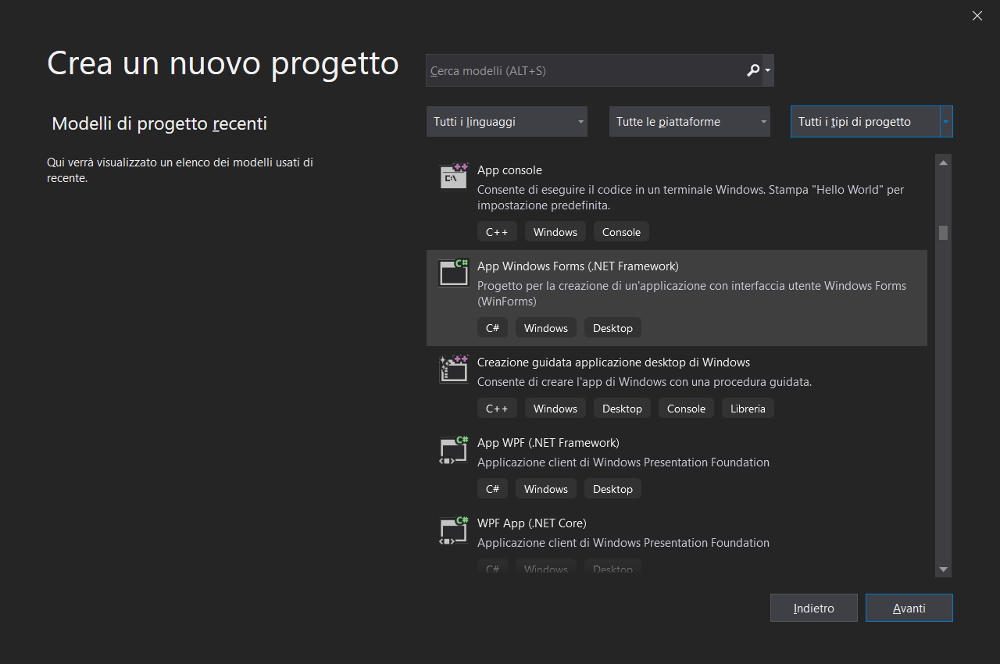 Crea un nuovo progetto
Cerca modelli (ALT+S)
Modelli di progetto recenti
Qui verrà visualizzato un elenco dei modelli usati di
recente.
Tutti i linguaggi
Tutte le piattaforme
Tutti i tipi di progetto
App console
Consente di eseguire il codice in un terminale Windows. Stampa "Hello World" per
impostazione predefinita.
C++ Windows Console
App Windows Forms (.NET Framework)
Progetto per la creazione di un'applicazione con interfaccia utente Windows Forms
(WinForms)
C# Windows Desktop
Creazione guidata applicazione desktop di Windows
Consente di creare l'app di Windows con una procedura guidata.
C++ Windows Desktop Console Libreria
App WPF (.NET Framework)
Applicazione client di Windows Presentation Foundation
C# Windows Desktop
WPF App (.NET Core)
Applicazione client di Windows Presentation Foundation
C# Windows Desktop
Indietro
Avanti